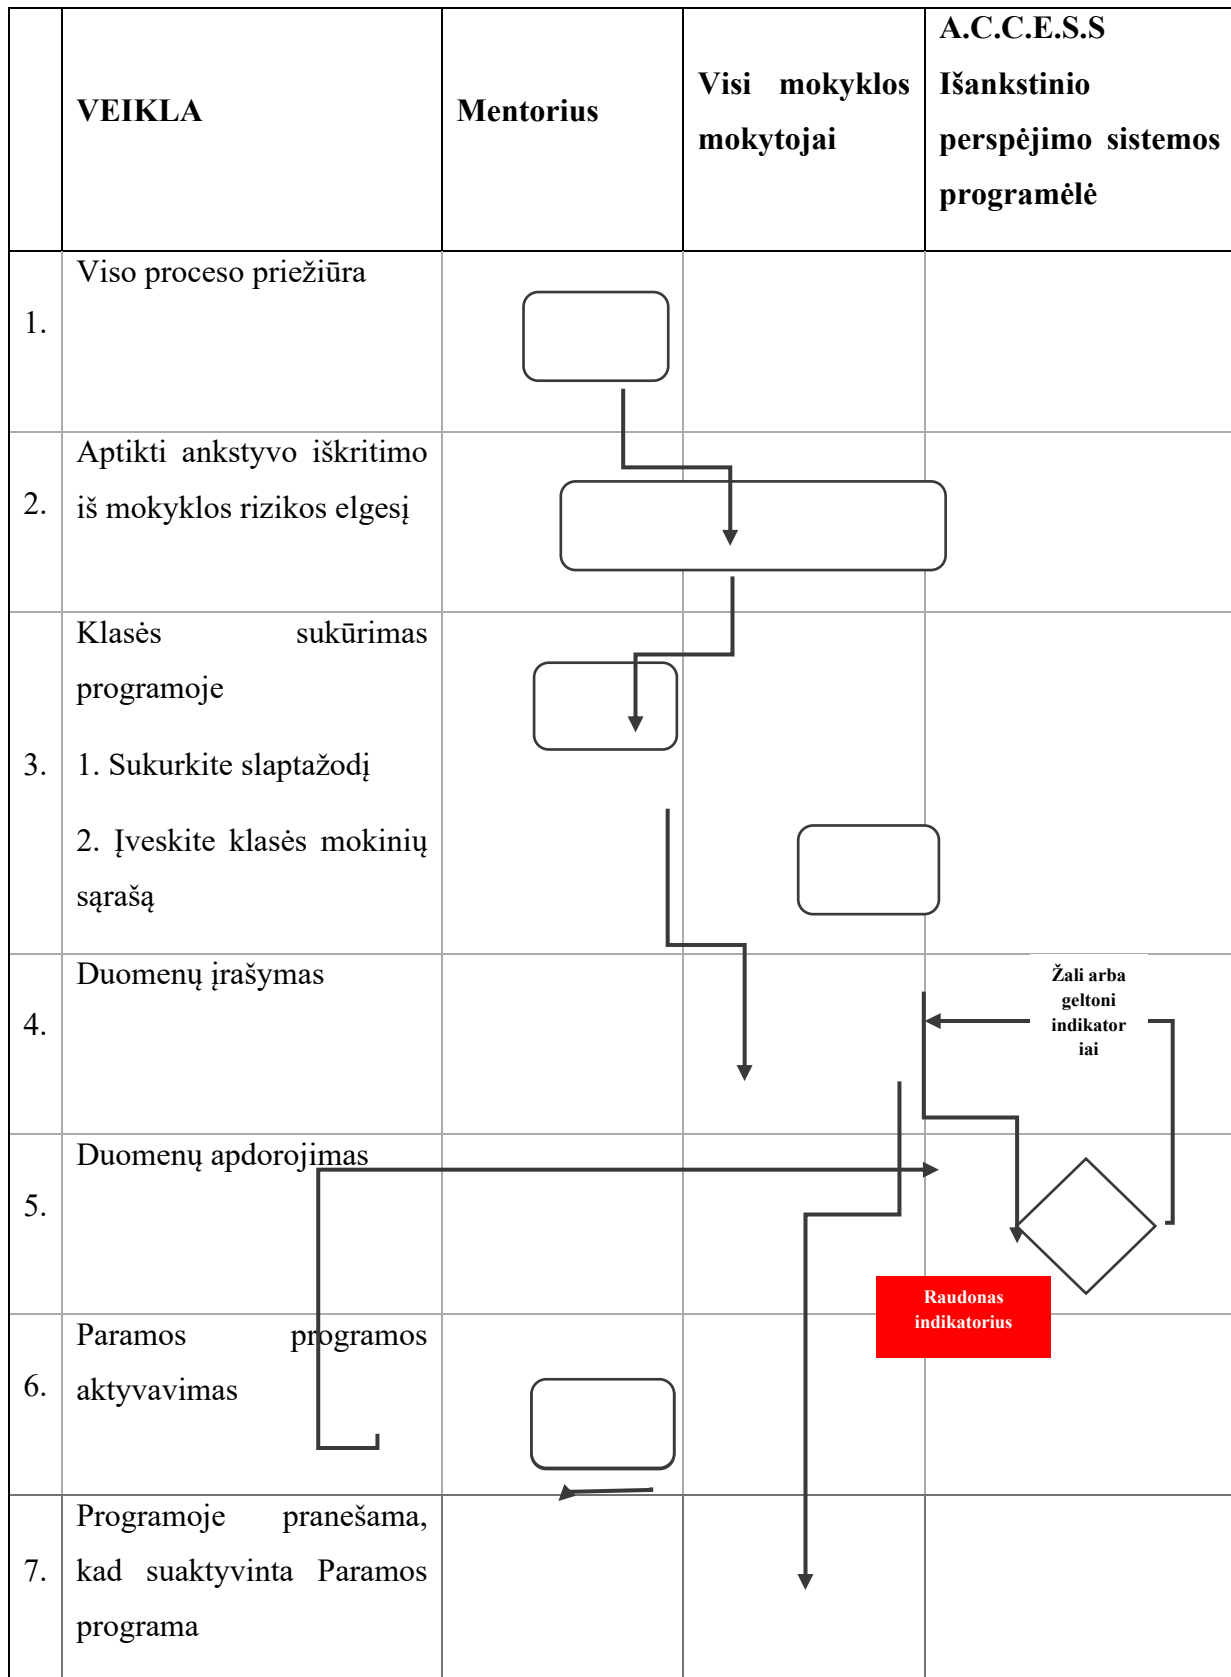 VEIKLA
Mentorius
Visi mokyklos
mokytojai
A.C.C.E.S.S
Išankstinio
perspėjimo sistemos
programėlė
1.
Viso proceso priežiūra
2.
Aptikti ankstyvo iškritimo
iš mokyklos rizikos elgesį
3.
Klasės sukūrimas
programoje
1. Sukurkite slaptažodį
2. Įveskite klasės mokinių
sąrašą
4.
Duomenų įrašymas
Žali arba
geltoni
indikator
iai
5.
Duomenų apdorojimas
Raudonas
indikatorius
6.
Paramos programos
aktyvavimas
7.
Programoje pranešama,
kad suaktyvinta Paramos
programa